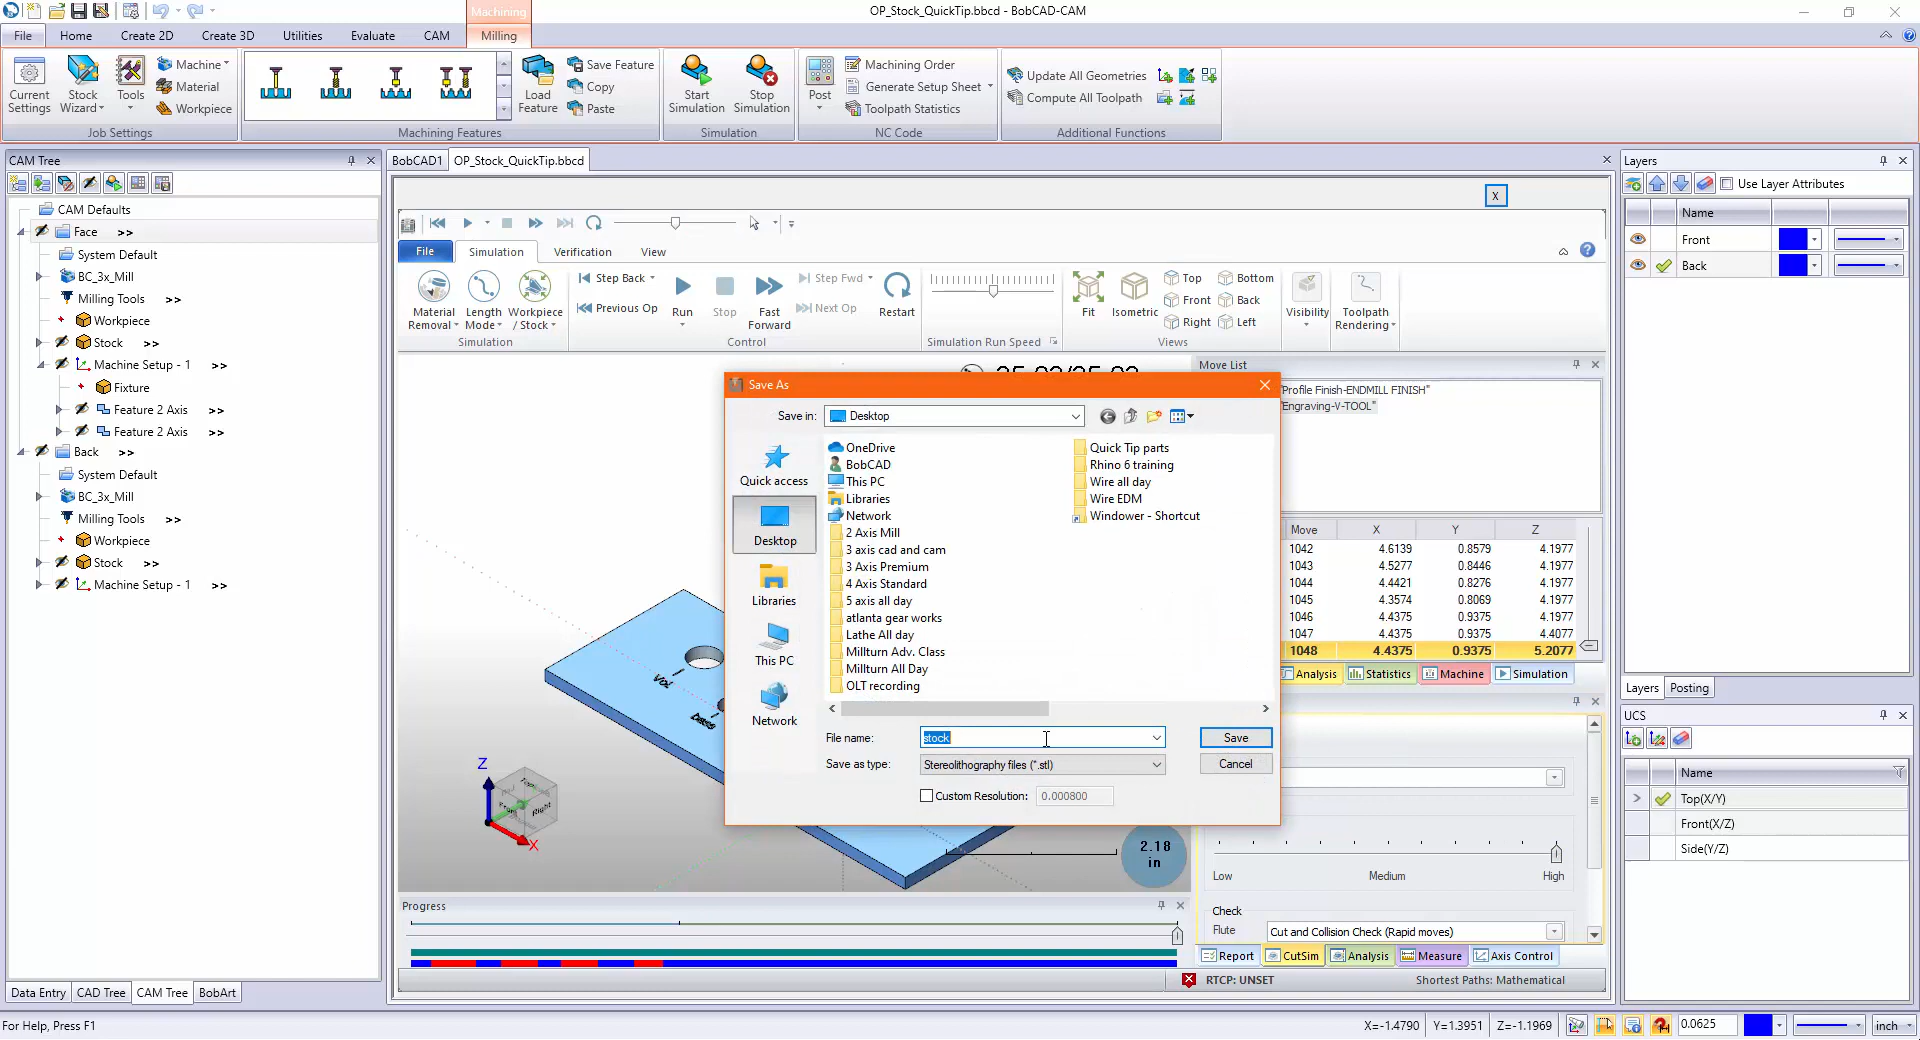 Machining
OP_Stock_QuickTip.bbcd - BobCAD-CAM
File Home Create 2D Create 3D Utilities Evaluate CAM Milling
Current Settings
Stock Wizard
Tools
Machine
Material
Workpiece
Job Settings
Machining Features
Load Feature
Save Feature
Copy
Paste
Start Simulation
Stop Simulation
Simulation
Post
Machining Order
Generate Setup Sheet
Toolpath Statistics
NC Code
Update All Geometries
Compute All Toolpath
Additional Functions
CAM Tree
CAM Defaults
Face >>
System Default
BC_3x_Mill
Milling Tools >>
Workpiece
Stock >>
Machine Setup - 1 >>
Fixture
Feature 2 Axis >>
Feature 2 Axis >>
Back >>
System Default
BC_3x_Mill
Milling Tools >>
Workpiece
Stock >>
Machine Setup - 1 >>
Data Entry CAD Tree CAM Tree BobArt
BobCAD1 OP_Stock_QuickTip.bbcd
X
File Simulation Verification View
Material Removal
Length Mode
Workpiece / Stock
Simulation
Step Back
Previous Op
Run
Stop
Fast Forward
Step Fwd
Next Op
Restart
Control
Simulation Run Speed
Fit
Isometric
Top
Front
Right
Bottom
Back
Left
Views
Visibility
Toolpath Rendering
Vol
Bass
Z
X
Front
Right
2.18 in
Save As
Save in: Desktop
Quick access
Desktop
Libraries
This PC
Network
OneDrive
BobCAD
This PC
Libraries
Network
2 Axis Mill
3 axis cad and cam
3 Axis Premium
4 Axis Standard
5 axis all day
atlanta gear works
Lathe All day
Millturn Adv. Class
Millturn All Day
OLT recording
Quick Tip parts
Rhino 6 training
Wire all day
Wire EDM
Windower - Shortcut
File name: stock Save
Save as type: Stereolithography files (*.stl) Cancel
Custom Resolution: 0.000800
Move List
"Profile Finish-ENDMILL FINISH"
"Engraving-V-TOOL"
Move X Y Z
1042 4.6139 0.8579 4.1977
1043 4.5277 0.8446 4.1977
1044 4.4421 0.8276 4.1977
1045 4.3574 0.8069 4.1977
1046 4.4375 0.9375 4.1977
1047 4.4375 0.9375 4.4077
1048 4.4375 0.9375 5.2077
Analysis Statistics Machine Simulation
Low Medium High
Check
Flute Cut and Collision Check (Rapid moves)
Report CutSim Analysis Measure Axis Control
Progress
RTCP: UNSET Shortest Paths: Mathematical
Layers
Use Layer Attributes
Name
Front
Back
Layers Posting
UCS
Name
Top(X/Y)
Front(X/Z)
Side(Y/Z)
For Help, Press F1
X=-1.4790 Y=1.3951 Z=-1.1969 0.0625 inch